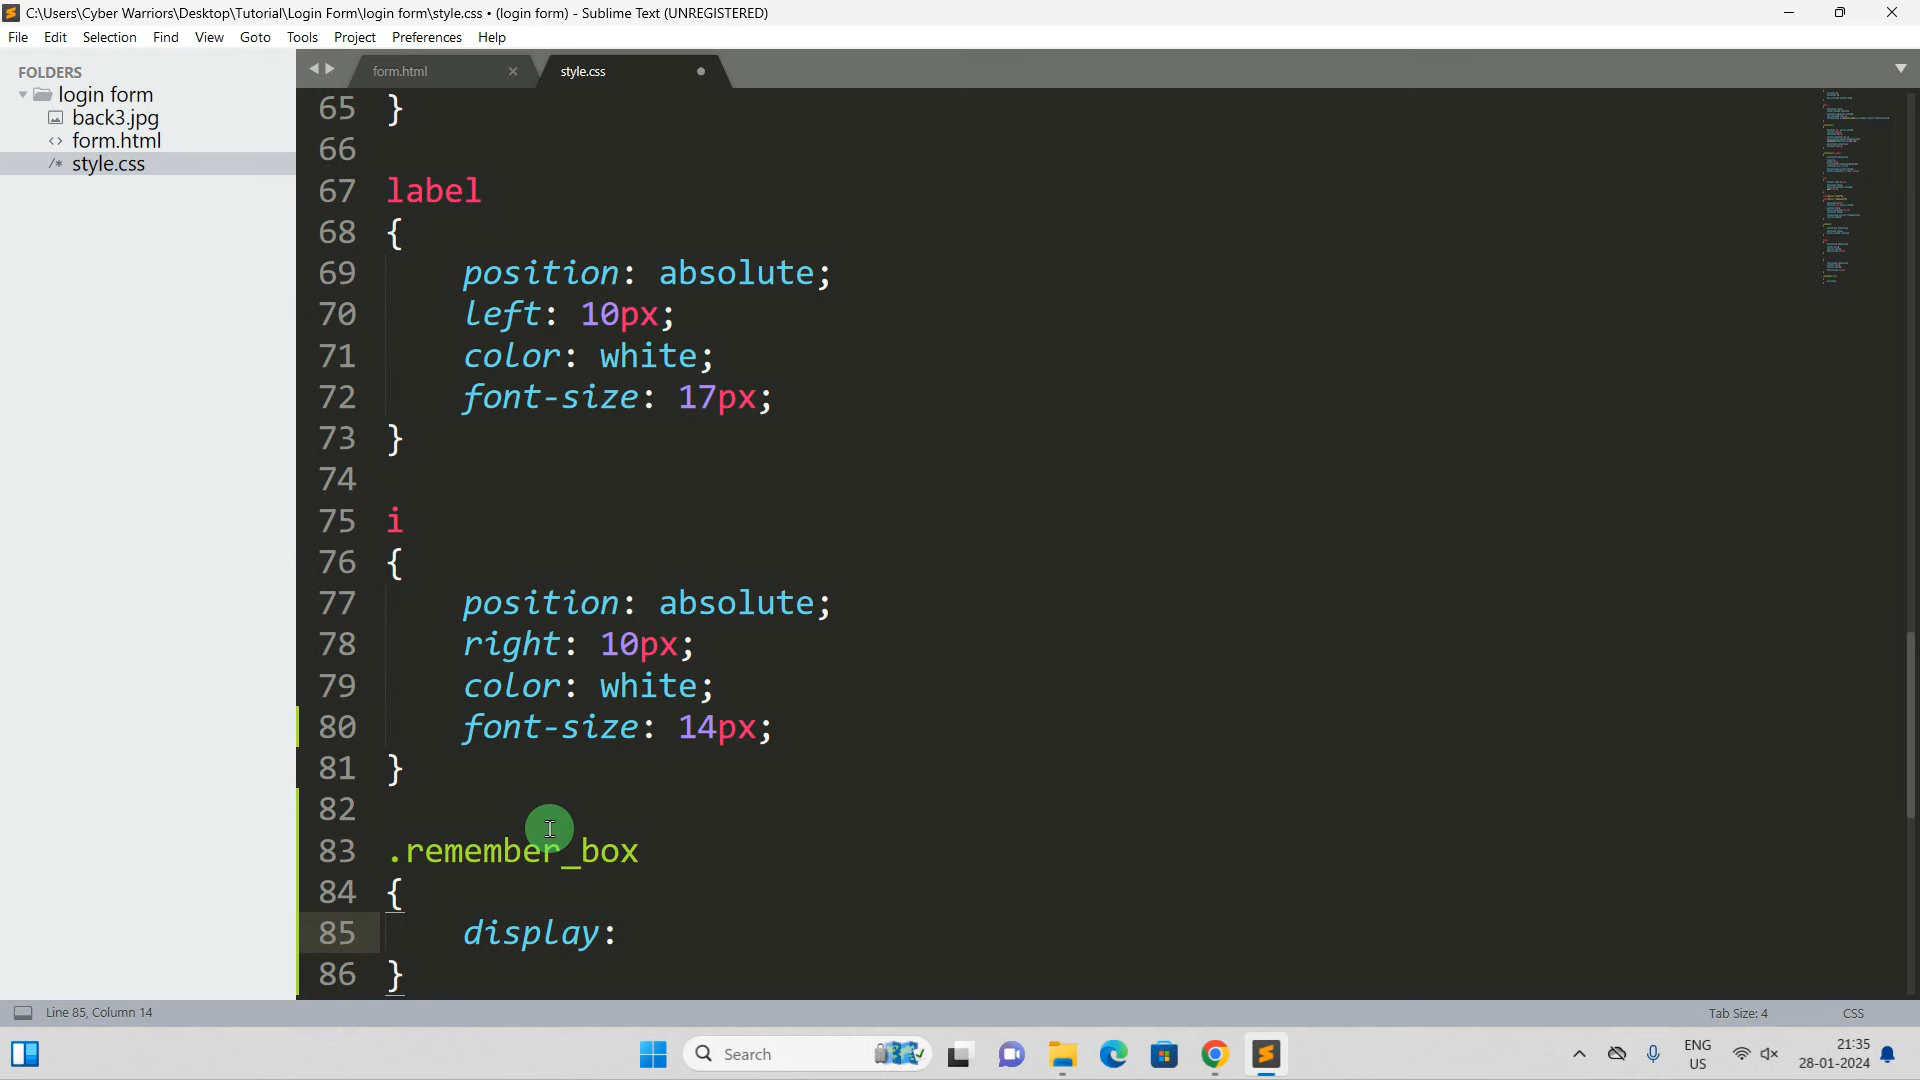 C:\Users\Cyber Warriors\Desktop\Tutorial\Login Form\login form\style.css • (login form) - Sublime Text (UNREGISTERED)
File Edit Selection Find View Goto Tools Project Preferences Help
FOLDERS
login form
back3.jpg
<> form.html
/* style.css
form.html
style.css
65 }
66
67 label
68 {
69 position: absolute;
70 left: 10px;
71 color: white;
72 font-size: 17px;
73 }
74
75 i
76 {
77 position: absolute;
78 right: 10px;
79 color: white;
80 font-size: 14px;
81 }
82
83 .remember_box
84 {
85 display:
86 }
Line 85, Column 14
Tab Size: 4
CSS
Search
ENG
US
21:35
28-01-2024